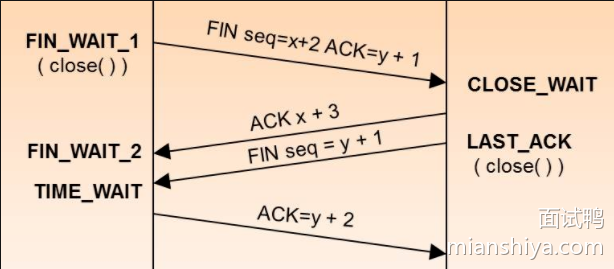 FIN seq=x+2 ACK=y + 1
FIN_WAIT_1
( close( ) )
CLOSE_WAIT
ACK x + 3
FIN_WAIT_2
FIN seq = y + 1
LAST_ACK
( close( ) )
TIME_WAIT
ACK=y + 2
面试鸭
mianshiya.com